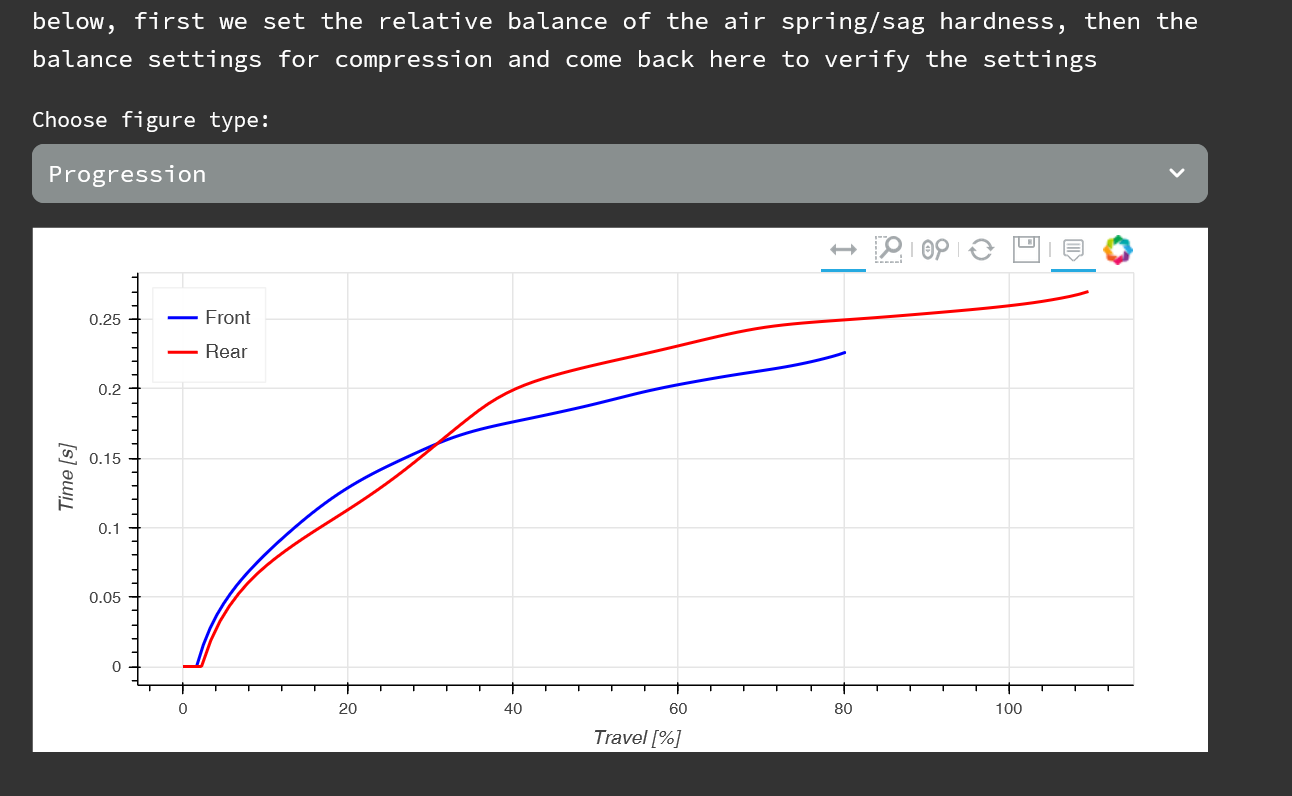 below, first we set the relative balance of the air spring/sag hardness, then the
balance settings for compression and come back here to verify the settings
Choose figure type:
Progression
Front
Rear
0.25
0.2
0.15
0.1
0.05
0
Time [s]
0 20 40 60 80 100
Travel [%]